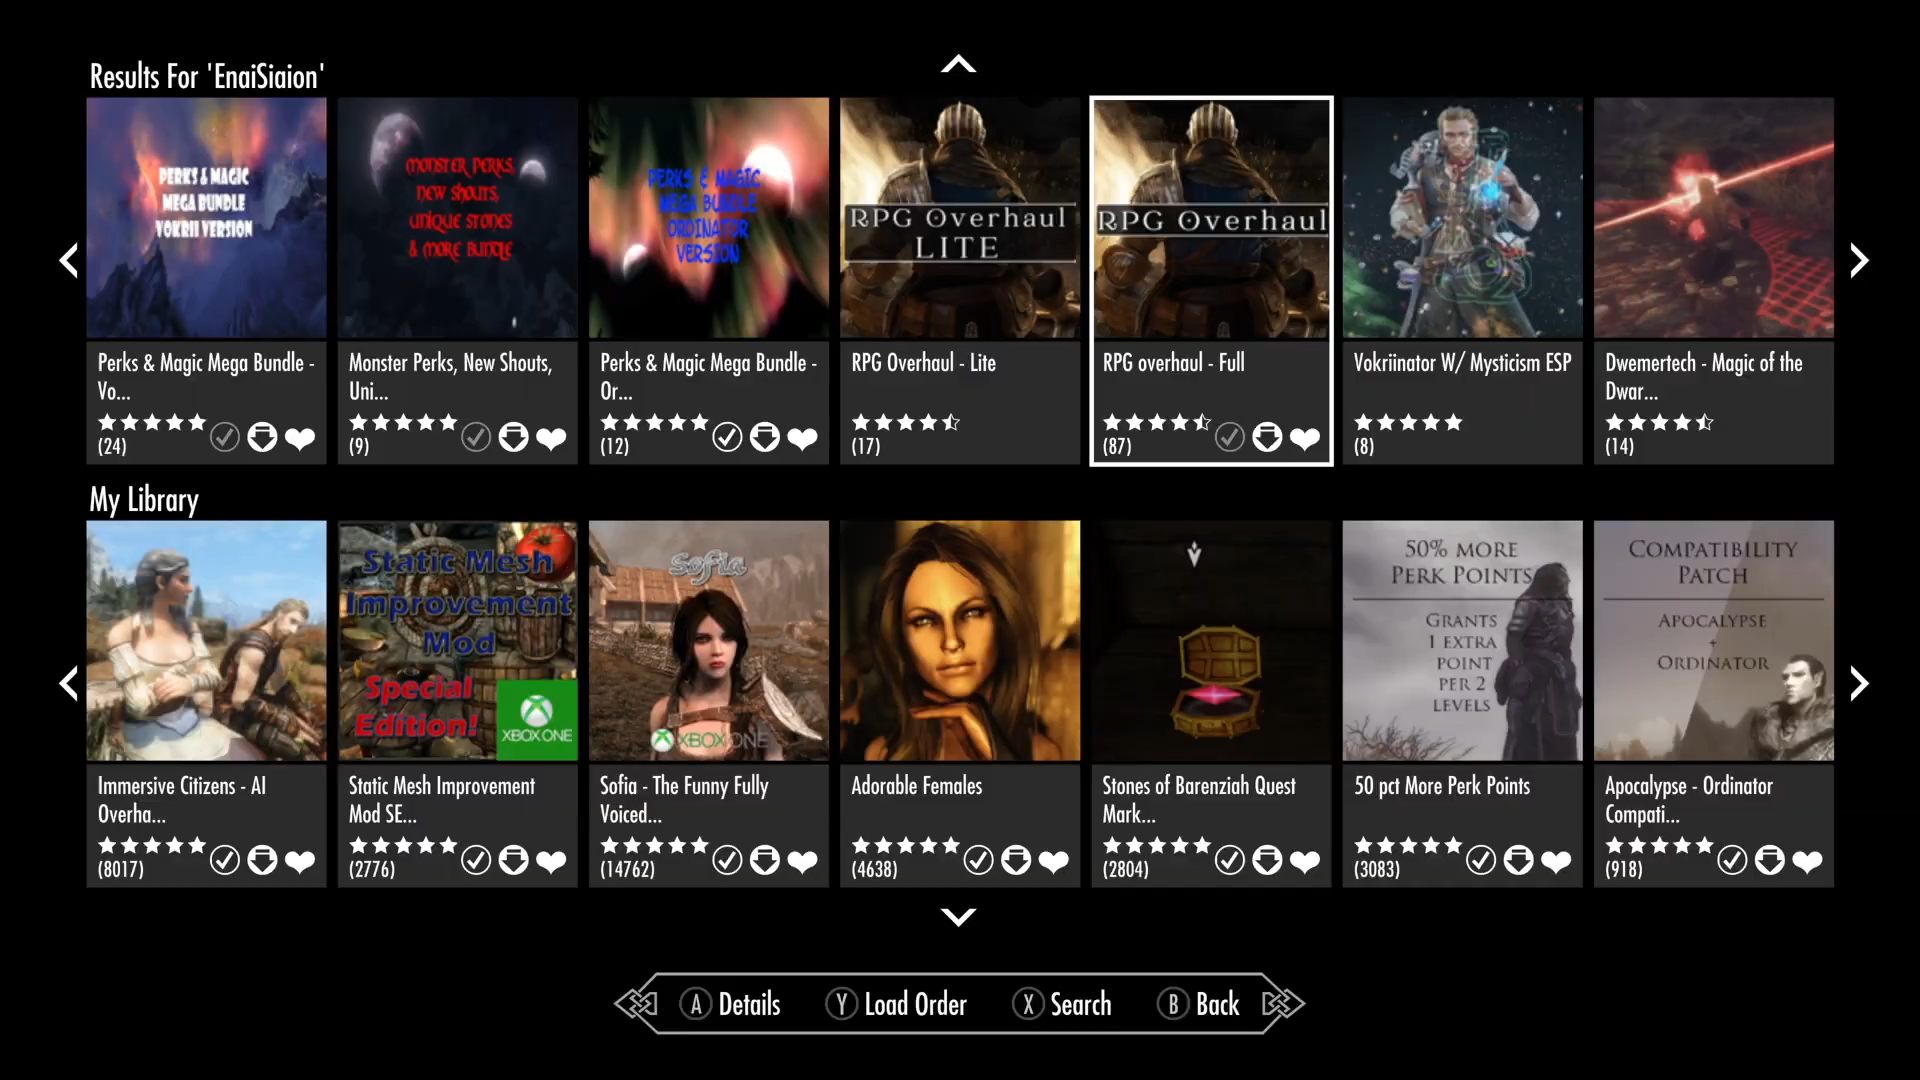 Results For 'EnaiSiaion'
PERKS & MAGIC
MEGA BUNDLE
VOKRII VERSION
MONSTER PERKS,
NEW SHOUTS,
UNIQUE STONES
& MORE BUNDLE
PERKS & MAGIC
MEGA BUNDLE
ORDINATOR
VERSION
RPG Overhaul
LITE
RPG Overhaul
Perks & Magic Mega Bundle -
Vo...
(24)
Monster Perks, New Shouts,
Uni...
(9)
Perks & Magic Mega Bundle -
Or...
(12)
RPG Overhaul - Lite
(17)
RPG overhaul - Full
(87)
Vokriinator W/ Mysticism ESP
(8)
Dwemertech - Magic of the
Dwar...
(14)
My Library
Static Mesh
Improvement
Mod
Special
Edition!
XBOX ONE
Sofia
XBOX ONE
50% MORE
PERK POINTS
GRANTS
1 EXTRA
POINT
PER 2
LEVELS
COMPATIBILITY
PATCH
APOCALYPSE
+
ORDINATOR
Immersive Citizens - AI
Overha...
(8017)
Static Mesh Improvement
Mod SE...
(2776)
Sofia - The Funny Fully
Voiced...
(14762)
Adorable Females
(4638)
Stones of Barenziah Quest
Mark...
(2804)
50 pct More Perk Points
(3083)
Apocalypse - Ordinator
Compati...
(918)
A Details Y Load Order X Search B Back